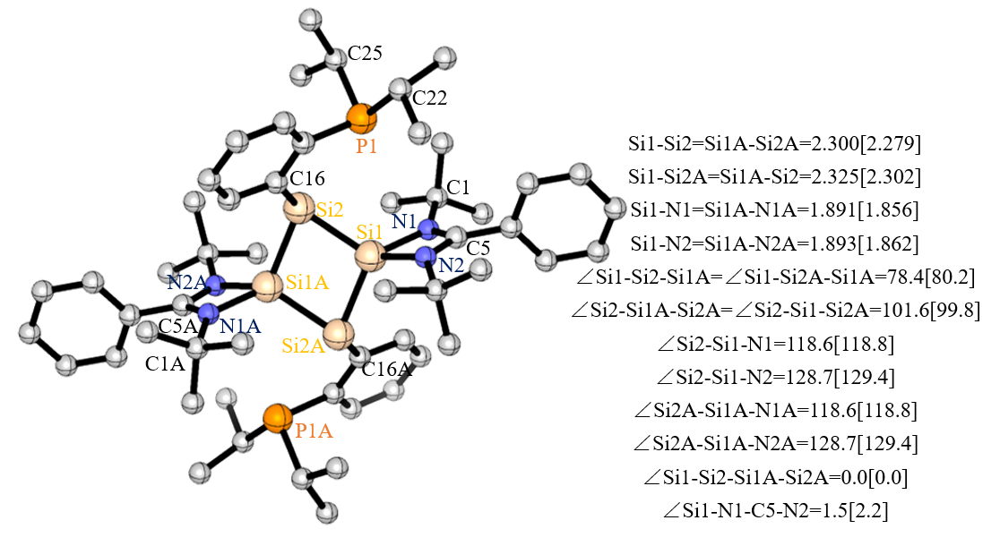 C25
C22
P1
C16
Si2
C1
N1
Si1
C5
N2
N2A
Si1A
C5A
N1A
Si2A
C1A
C16A
P1A
Si1-Si2=Si1A-Si2A=2.300[2.279]
Si1-Si2A=Si1A-Si2=2.325[2.302]
Si1-N1=Si1A-N1A=1.891[1.856]
Si1-N2=Si1A-N2A=1.893[1.862]
∠Si1-Si2-Si1A=∠Si1-Si2A-Si1A=78.4[80.2]
∠Si2-Si1A-Si2A=∠Si2-Si1-Si2A=101.6[99.8]
∠Si2-Si1-N1=118.6[118.8]
∠Si2-Si1-N2=128.7[129.4]
∠Si2A-Si1A-N1A=118.6[118.8]
∠Si2A-Si1A-N2A=128.7[129.4]
∠Si1-Si2-Si1A-Si2A=0.0[0.0]
∠Si1-N1-C5-N2=1.5[2.2]